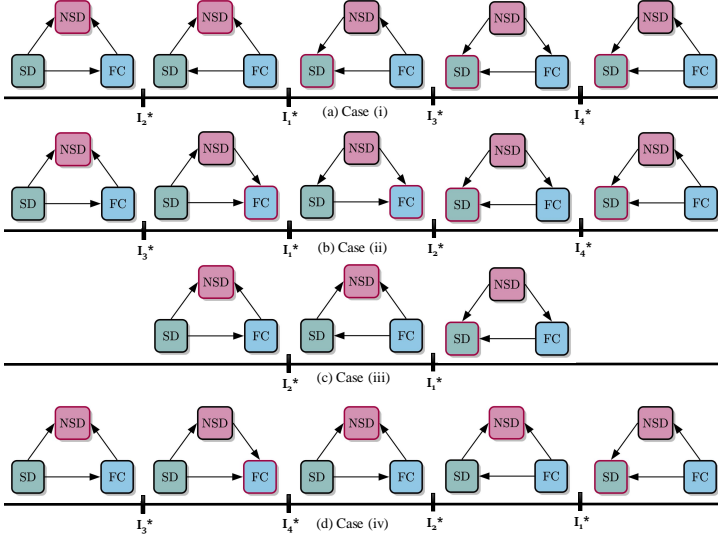 NSD NSD NSD NSD NSD
SD FC SD FC SD FC SD FC SD FC
I₂* I₁* (a) Case (i) I₃* I₄*
NSD NSD NSD NSD NSD
SD FC SD FC SD FC SD FC SD FC
I₃* I₁* (b) Case (ii) I₂* I₄*
NSD NSD NSD
SD FC SD FC SD FC
I₂* (c) Case (iii) I₁*
NSD NSD NSD NSD NSD
SD FC SD FC SD FC SD FC SD FC
I₃* I₄* (d) Case (iv) I₂* I₁*